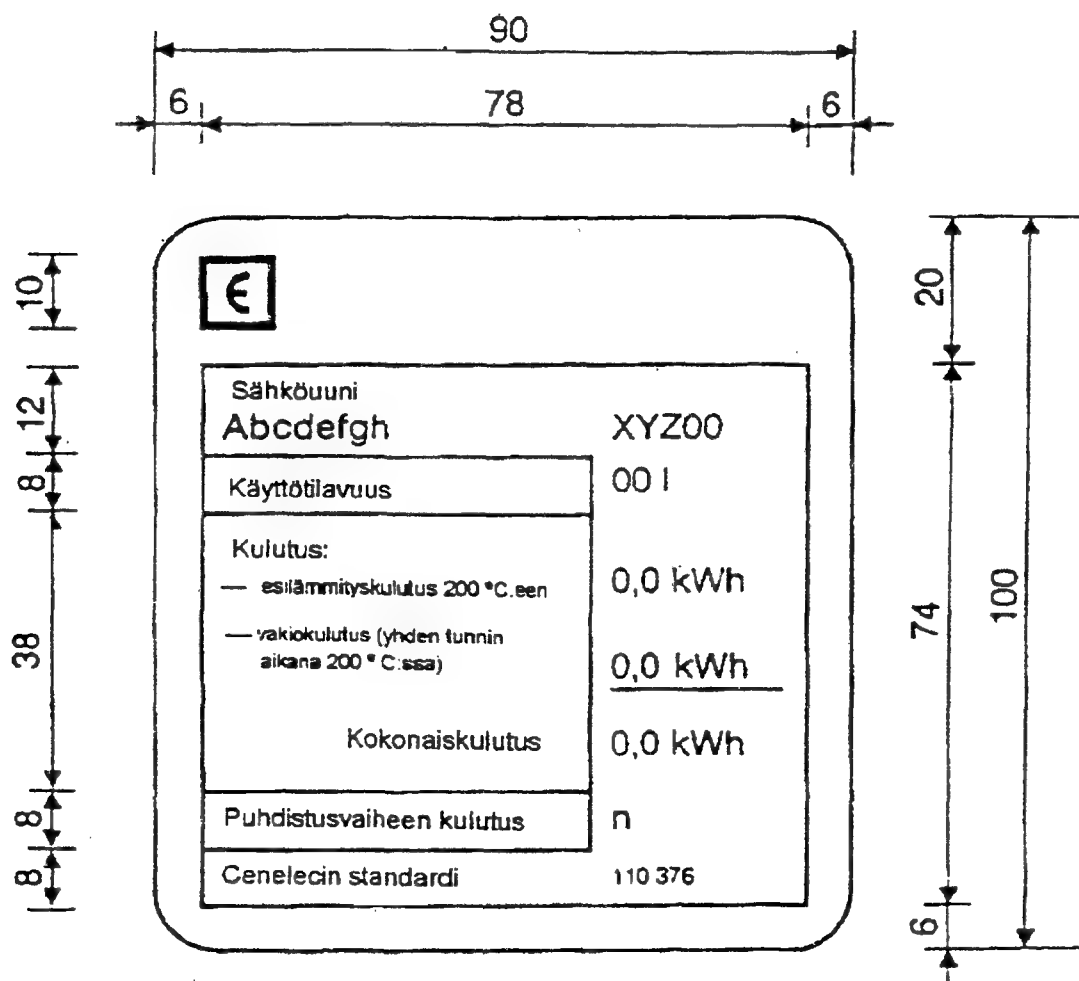 90
6 78 6
10
20
Є
12
Sähköuuni
Abcdefgh XYZ00
8
Käyttötilavuus 00 l
38
Kulutus:
— esilämmityskulutus 200 °C.een 0,0 kWh
— vakiokulutus (yhden tunnin
aikana 200 ° C:ssa) 0,0 kWh
74
100
Kokonaiskulutus 0,0 kWh
8
Puhdistusvaiheen kulutus n
8
Cenelecin standardi 110 376
6